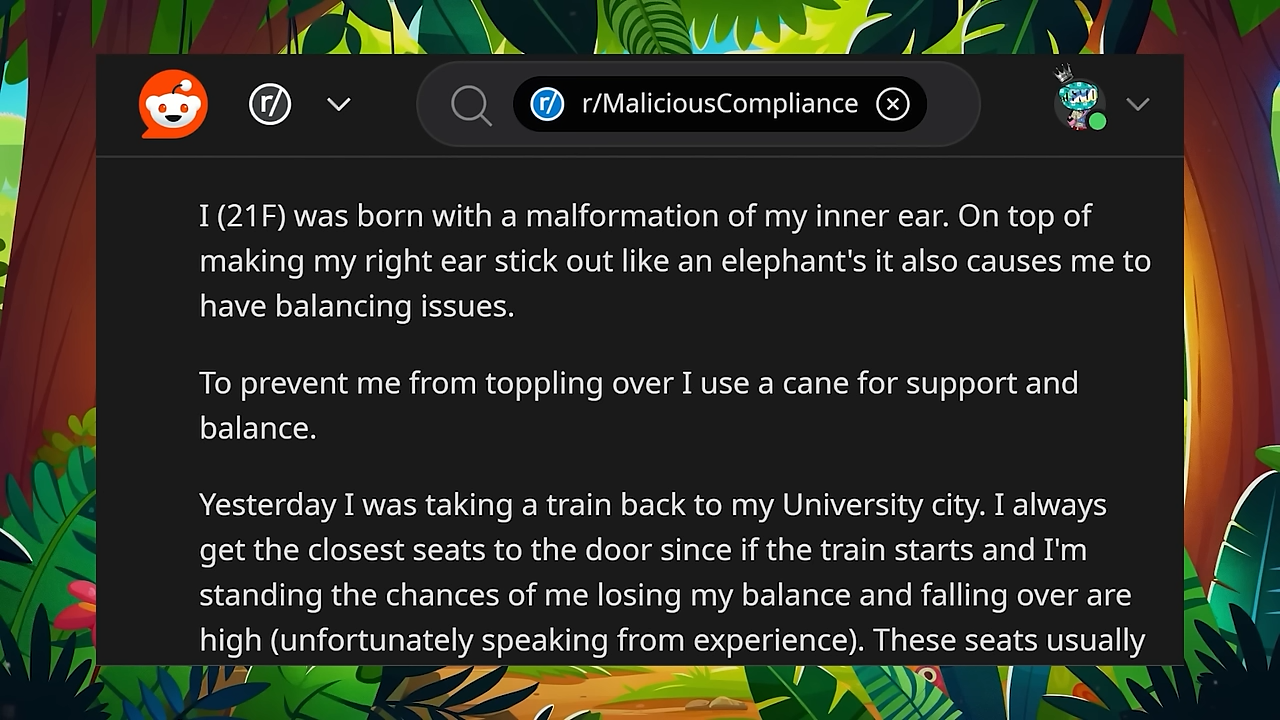 r/ r/MaliciousCompliance
I (21F) was born with a malformation of my inner ear. On top of
making my right ear stick out like an elephant's it also causes me to
have balancing issues.
To prevent me from toppling over I use a cane for support and
balance.
Yesterday I was taking a train back to my University city. I always
get the closest seats to the door since if the train starts and I'm
standing the chances of me losing my balance and falling over are
high (unfortunately speaking from experience). These seats usually